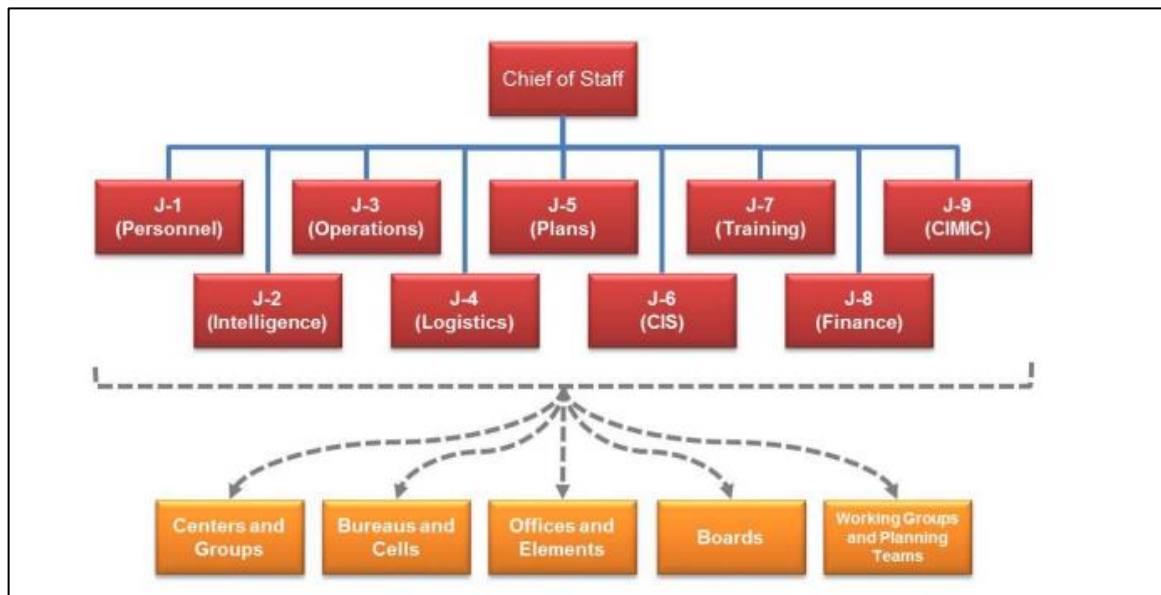 Chief of Staff
J-1
(Personnel)
J-3
(Operations)
J-5
(Plans)
J-7
(Training)
J-9
(CIMIC)
J-2
(Intelligence)
J-4
(Logistics)
J-6
(CIS)
J-8
(Finance)
Centers and
Groups
Bureaus and
Cells
Offices and
Elements
Boards
Working Groups
and Planning
Teams